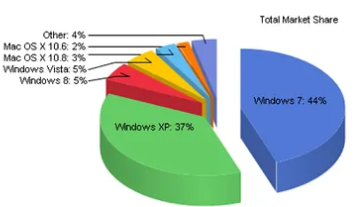 Total Market Share
Other: 4%
Mac OS X 10.6: 2%
Mac OS X 10.8: 3%
Windows Vista: 5%
Windows 8: 5%
Windows 7: 44%
Windows XP: 37%